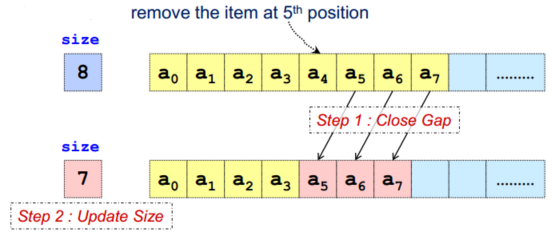 remove the item at 5th position
size
8 a0 a1 a2 a3 a4 a5 a6 a7 .........
Step 1 : Close Gap
size
7 a0 a1 a2 a3 a5 a6 a7 .........
Step 2 : Update Size